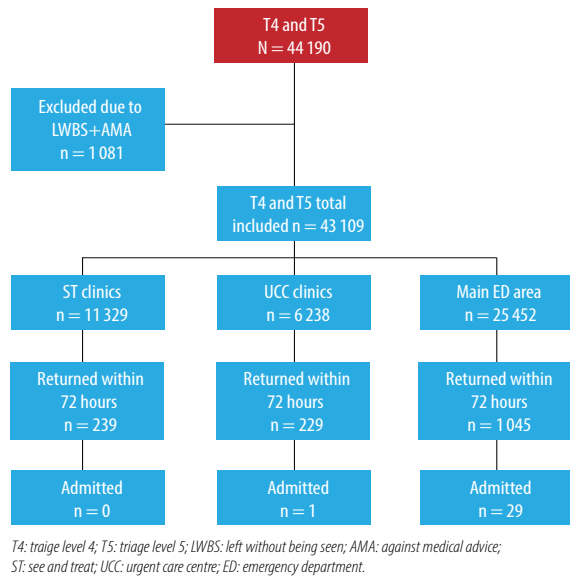 T4 and T5
N = 44 190
Excluded due to
LWBS+AMA
n = 1 081
T4 and T5 total
included n = 43 109
ST clinics
n = 11 329
UCC clinics
n = 6 238
Main ED area
n = 25 452
Returned within
72 hours
n = 239
Returned within
72 hours
n = 229
Returned within
72 hours
n = 1 045
Admitted
n = 0
Admitted
n = 1
Admitted
n = 29
T4: traige level 4; T5: triage level 5; LWBS: left without being seen; AMA: against medical advice;
ST: see and treat; UCC: urgent care centre; ED: emergency department.